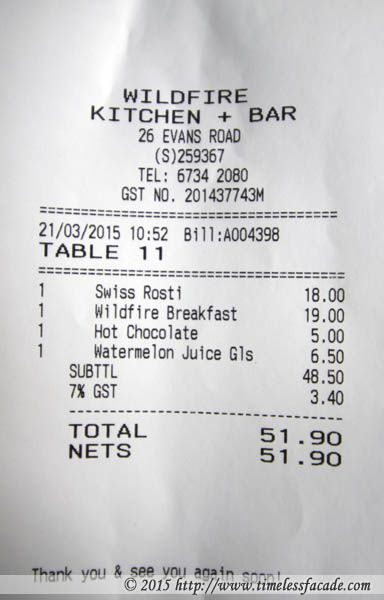 WILDFIRE
KITCHEN + BAR
26 EVANS ROAD
(S)259367
TEL: 6734 2080
GST NO. 201437743M
21/03/2015 10:52 Bill:A004398
TABLE 11
1 Swiss Rosti 18.00
1 Wildfire Breakfast 19.00
1 Hot Chocolate 5.00
1 Watermelon Juice Gls 6.50
SUBTTL 48.50
7% GST 3.40
TOTAL 51.90
NETS 51.90
Thank you & see you again soon!
© 2015 http://www.timelessfacade.com